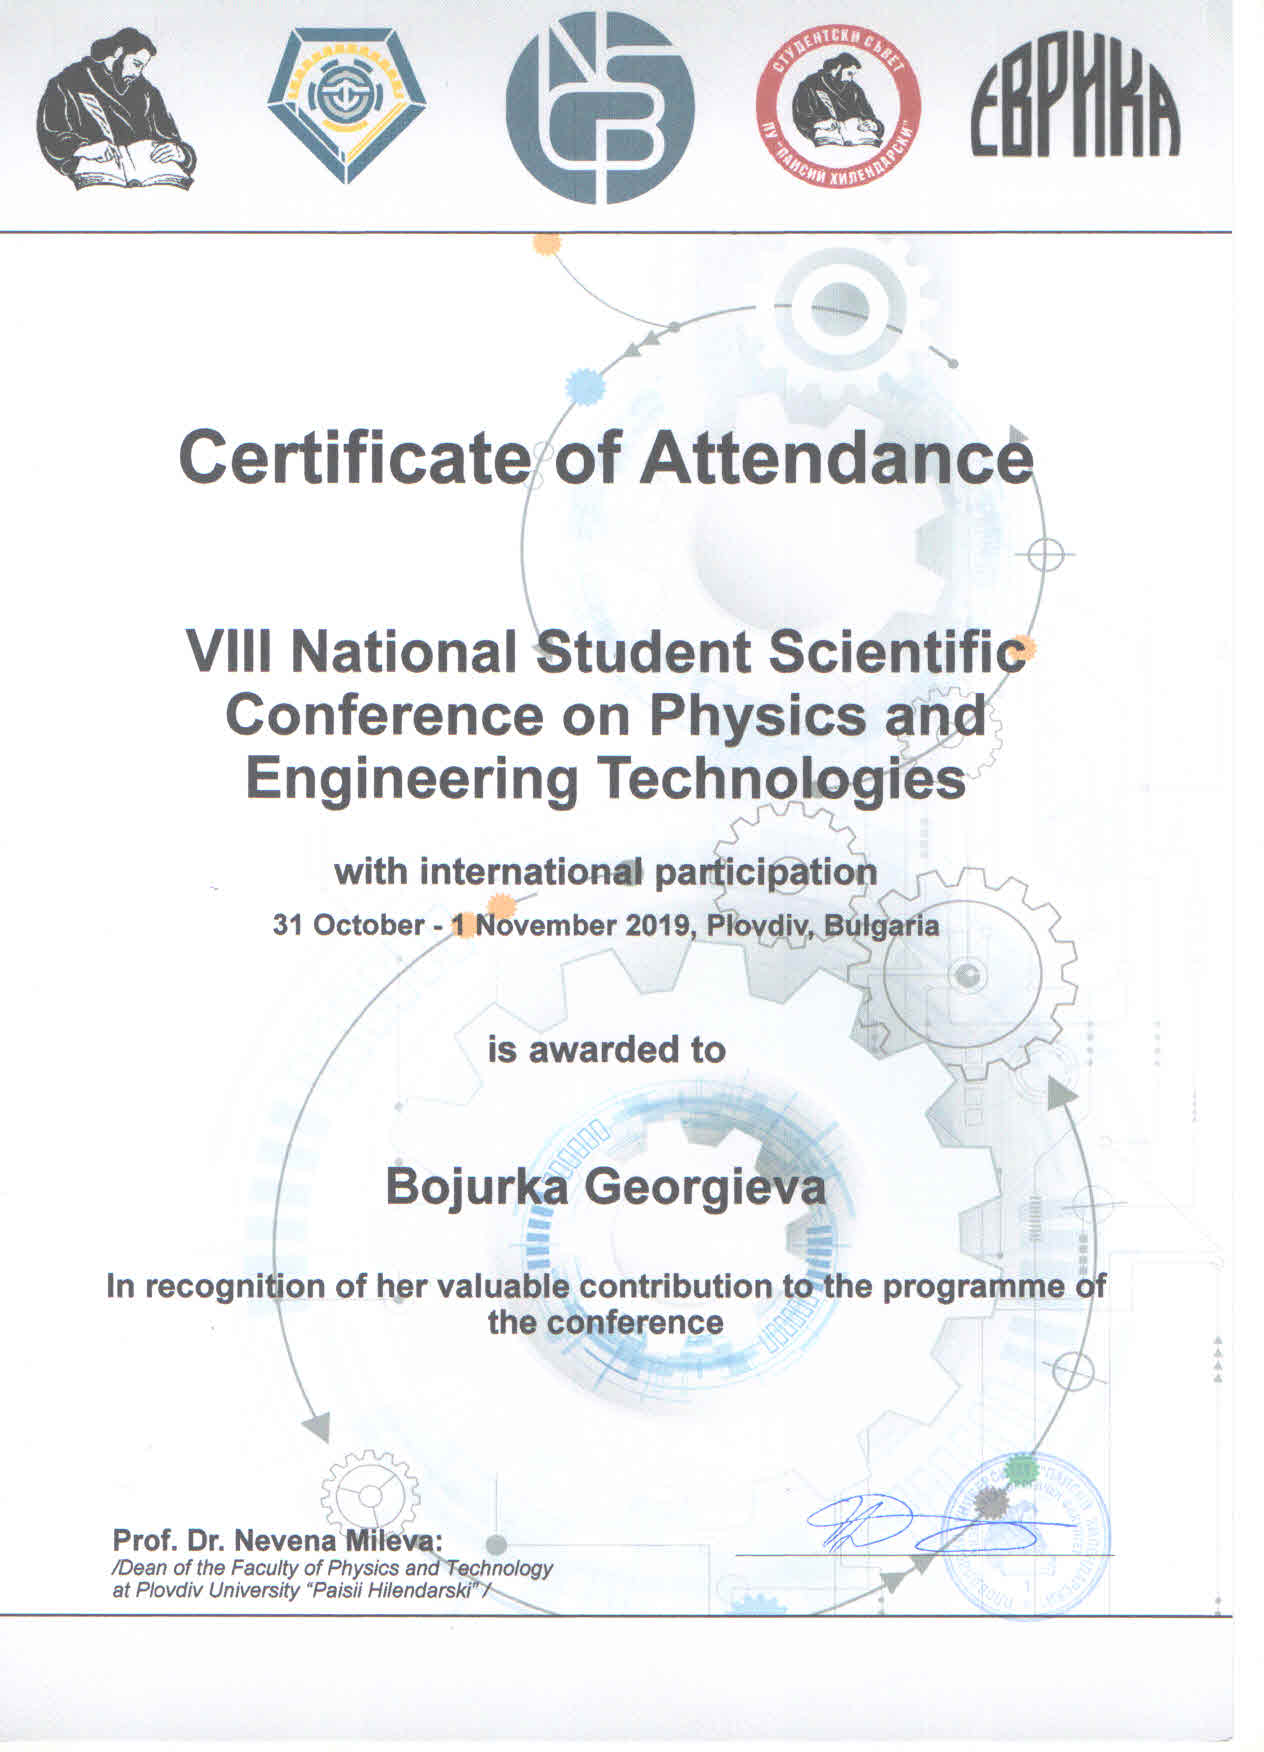 СТУДЕНТСКИ СЪВЕТ
ПУ "ПАИСИЙ ХИЛЕНДАРСКИ"
ЕВРИКА
Certificate of Attendance
VIII National Student Scientific
Conference on Physics and
Engineering Technologies
with international participation
31 October - 1 November 2019, Plovdiv, Bulgaria
is awarded to
Bojurka Georgieva
In recognition of her valuable contribution to the programme of
the conference
Prof. Dr. Nevena Mileva:
/Dean of the Faculty of Physics and Technology
at Plovdiv University "Paisii Hilendarski" /